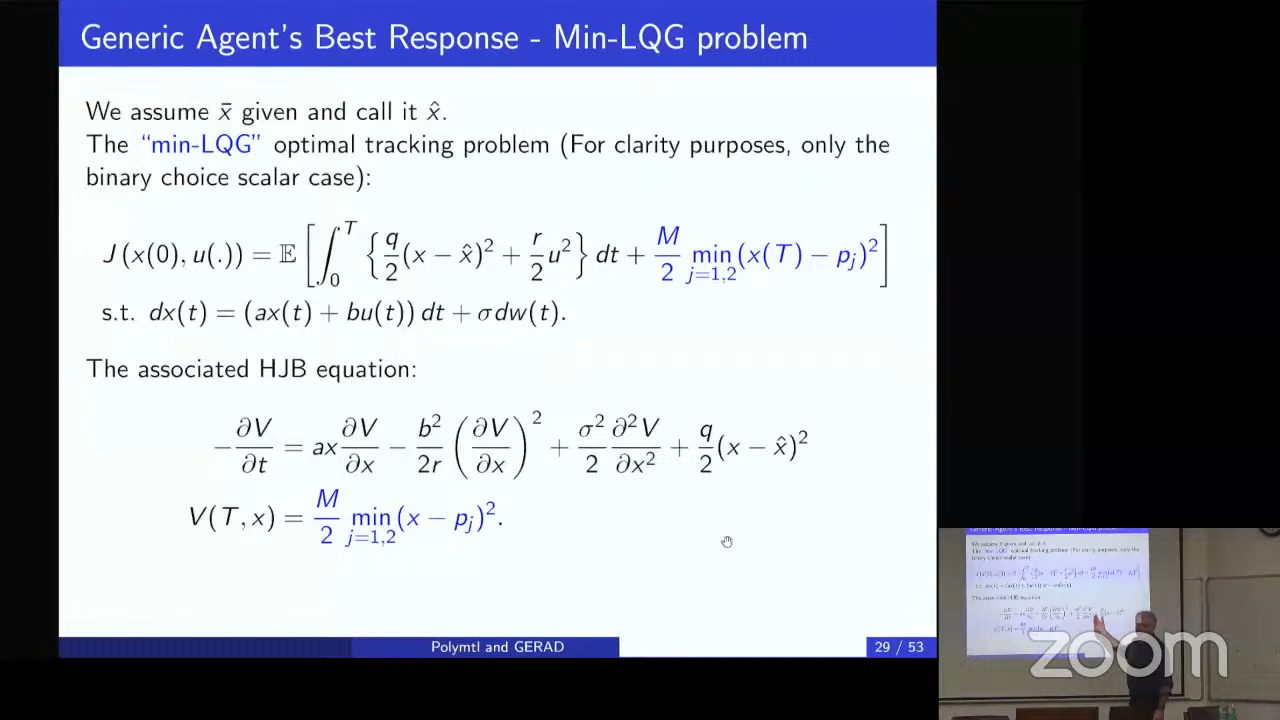 Generic Agent's Best Response - Min-LQG problem
We assume x̄ given and call it x̂.
The “min-LQG” optimal tracking problem (For clarity purposes, only the
binary choice scalar case):
J(x(0), u(.)) = 𝔼 [ ∫₀ᵀ { q/2 (x − x̂)² + r/2 u² } dt + M/2 min_{j=1,2} (x(T) − p_j)² ]
s.t. dx(t) = (ax(t) + bu(t)) dt + σdw(t).
The associated HJB equation:
− ∂V/∂t = ax ∂V/∂x − b²/2r (∂V/∂x)² + σ²/2 ∂²V/∂x² + q/2 (x − x̂)²
V(T, x) = M/2 min_{j=1,2} (x − p_j)².
Polymtl and GERAD
29 / 53
zoom